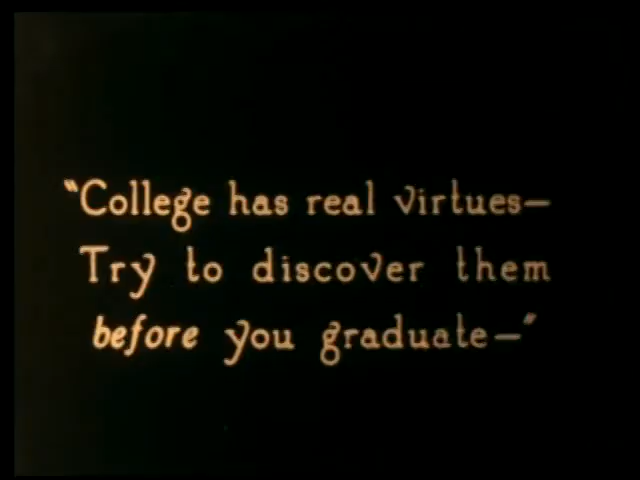 "College has real virtues—
Try to discover them
before you graduate—"